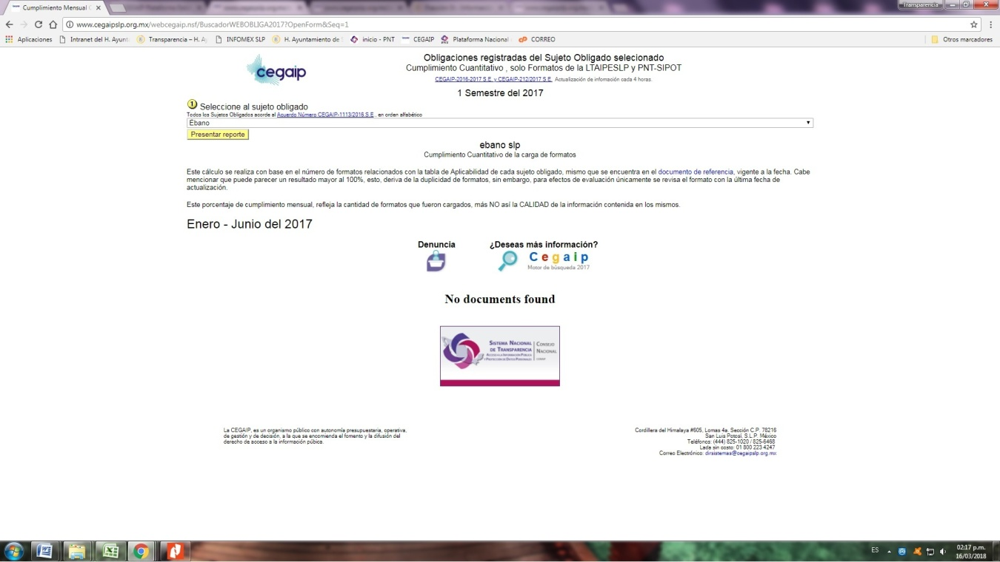 Cumplimiento Mensual C
Transparencia
www.cegaipslp.org.mx/webcegaip.nsf/BuscadorWEBOBLIGA2017?OpenForm&Seq=1
Aplicaciones Intranet del H. Ayunt. Transparencia – H. Ay INFOMEX SLP H. Ayuntamiento de S inicio - PNT CEGAIP Plataforma Nacional CORREO Otros marcadores
cegaip
Obligaciones registradas del Sujeto Obligado seleccionado
Cumplimiento Cuantitativo , solo Formatos de la LTAIPESLP y PNT-SIPOT
CEGAIP-2016-2017 S.E. y CEGAIP-212/2017 S.E. Actualización de infomación cada 4 horas.
1 Semestre del 2017
1 Seleccione al sujeto obligado
Todos los Sujetos Obligados acorde al Acuerdo Número CEGAIP-1113/2016 S.E , en orden alfabético
Ébano
Presentar reporte
ebano slp
Cumplimiento Cuantitativo de la carga de formatos
Este cálculo se realiza con base en el número de formatos relacionados con la tabla de Aplicabilidad de cada sujeto obligado, mismo que se encuentra en el documento de referencia, vigente a la fecha. Cabe
mencionar que puede parecer un resultado mayor al 100%, esto, deriva de la duplicidad de formatos, sin embargo, para efectos de evaluación únicamente se revisa el formato con la última fecha de
actualización.
Este porcentaje de cumplimiento mensual, refleja la cantidad de formatos que fueron cargados, más NO así la CALIDAD de la información contenida en los mismos.
Enero - Junio del 2017
Denuncia ¿Deseas más información?
Cegaip
Motor de búsqueda 2017
No documents found
SISTEMA NACIONAL
DE TRANSPARENCIA
ACCESO A LA INFORMACIÓN PÚBLICA
Y PROTECCIÓN DE DATOS PERSONALES
CONSEJO
NACIONAL
La CEGAIP, es un organismo público con autonomía presupuestaria, operativa,
de gestión y de decisión, a la que se encomienda el fomento y la difusión del
derecho de acceso a la información púbica.
Cordillera del Himalaya #605, Lomas 4a. Sección C.P. 78216
San Luis Potosí, S.L.P. México
Teléfonos: (444) 825-1020 / 825-6468
Lada sin costo: 01 800 223 4247
Correo Electrónico: dirsistemas@cegaipslp.org.mx
ES
02:17 p.m.
16/03/2018